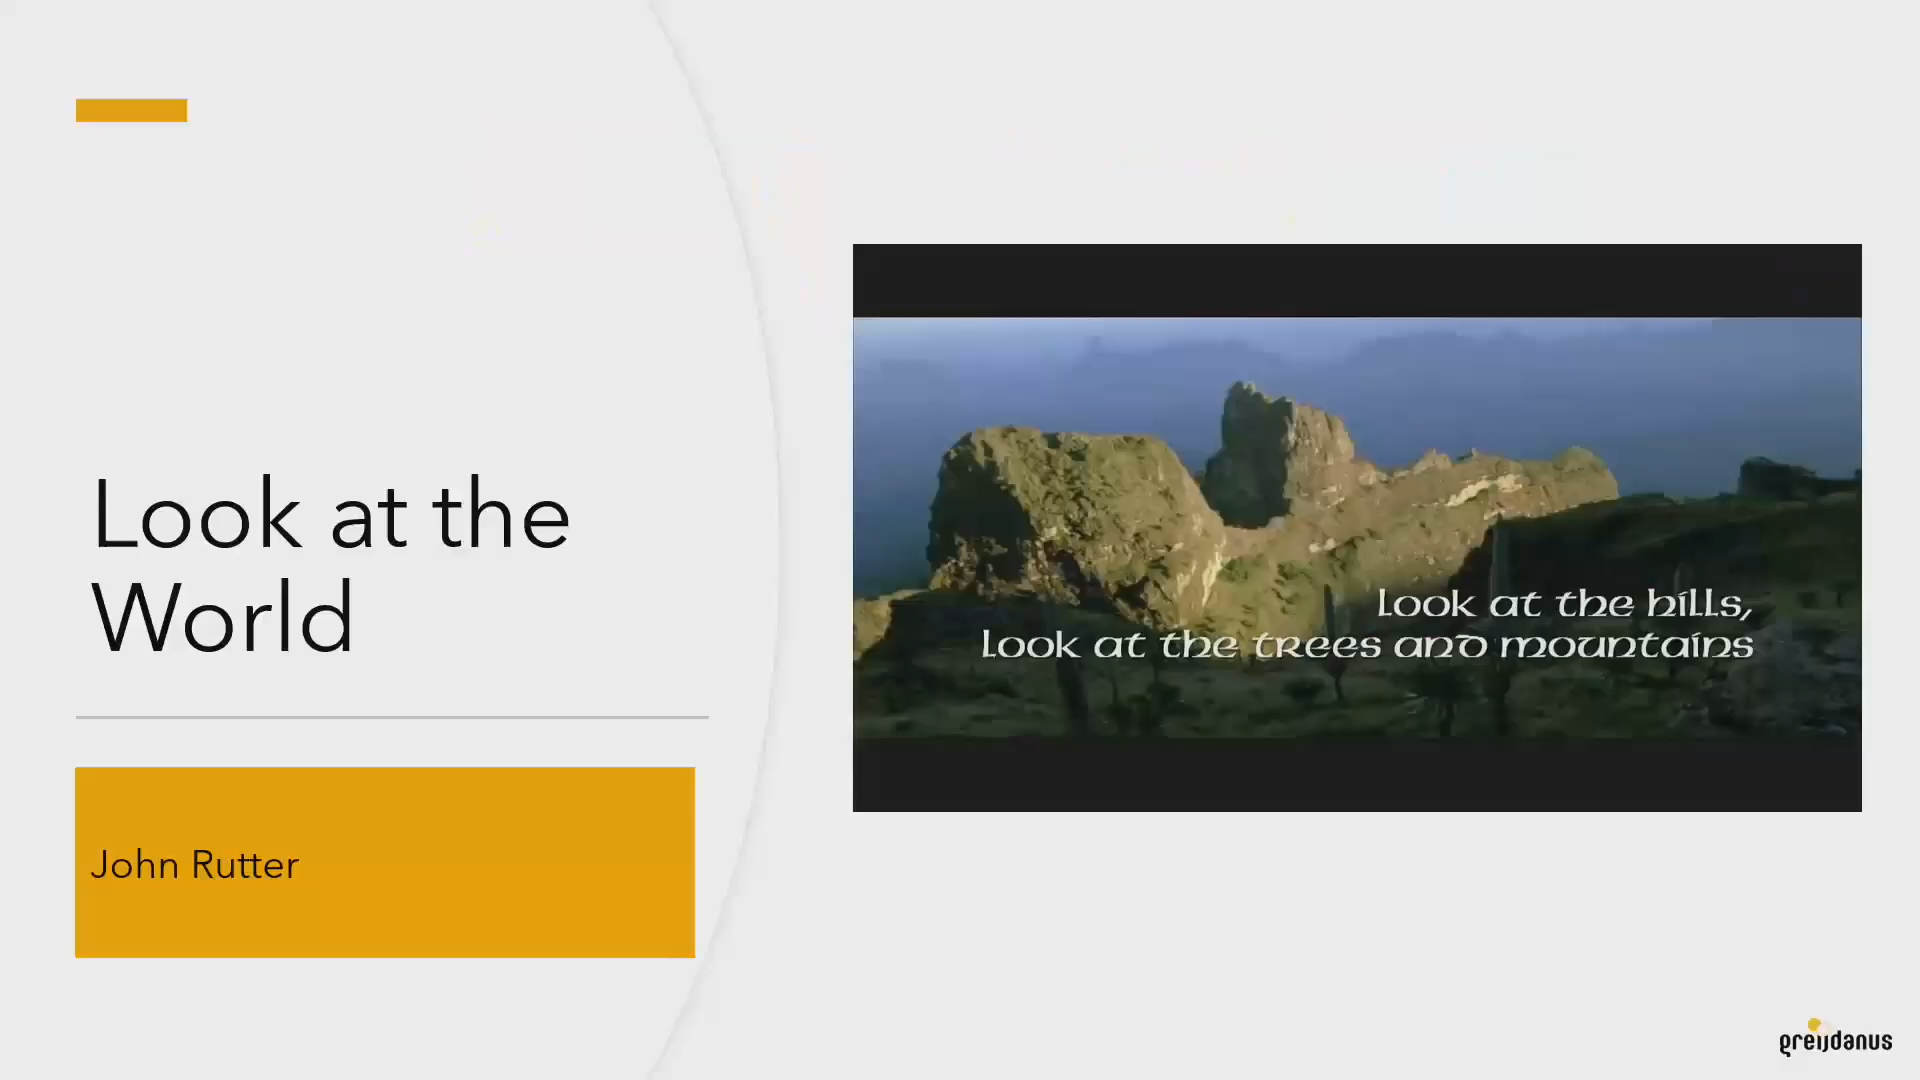 Look at the
World
John Rutter
Look at the hills,
Look at the trees and mountains
greijdanus